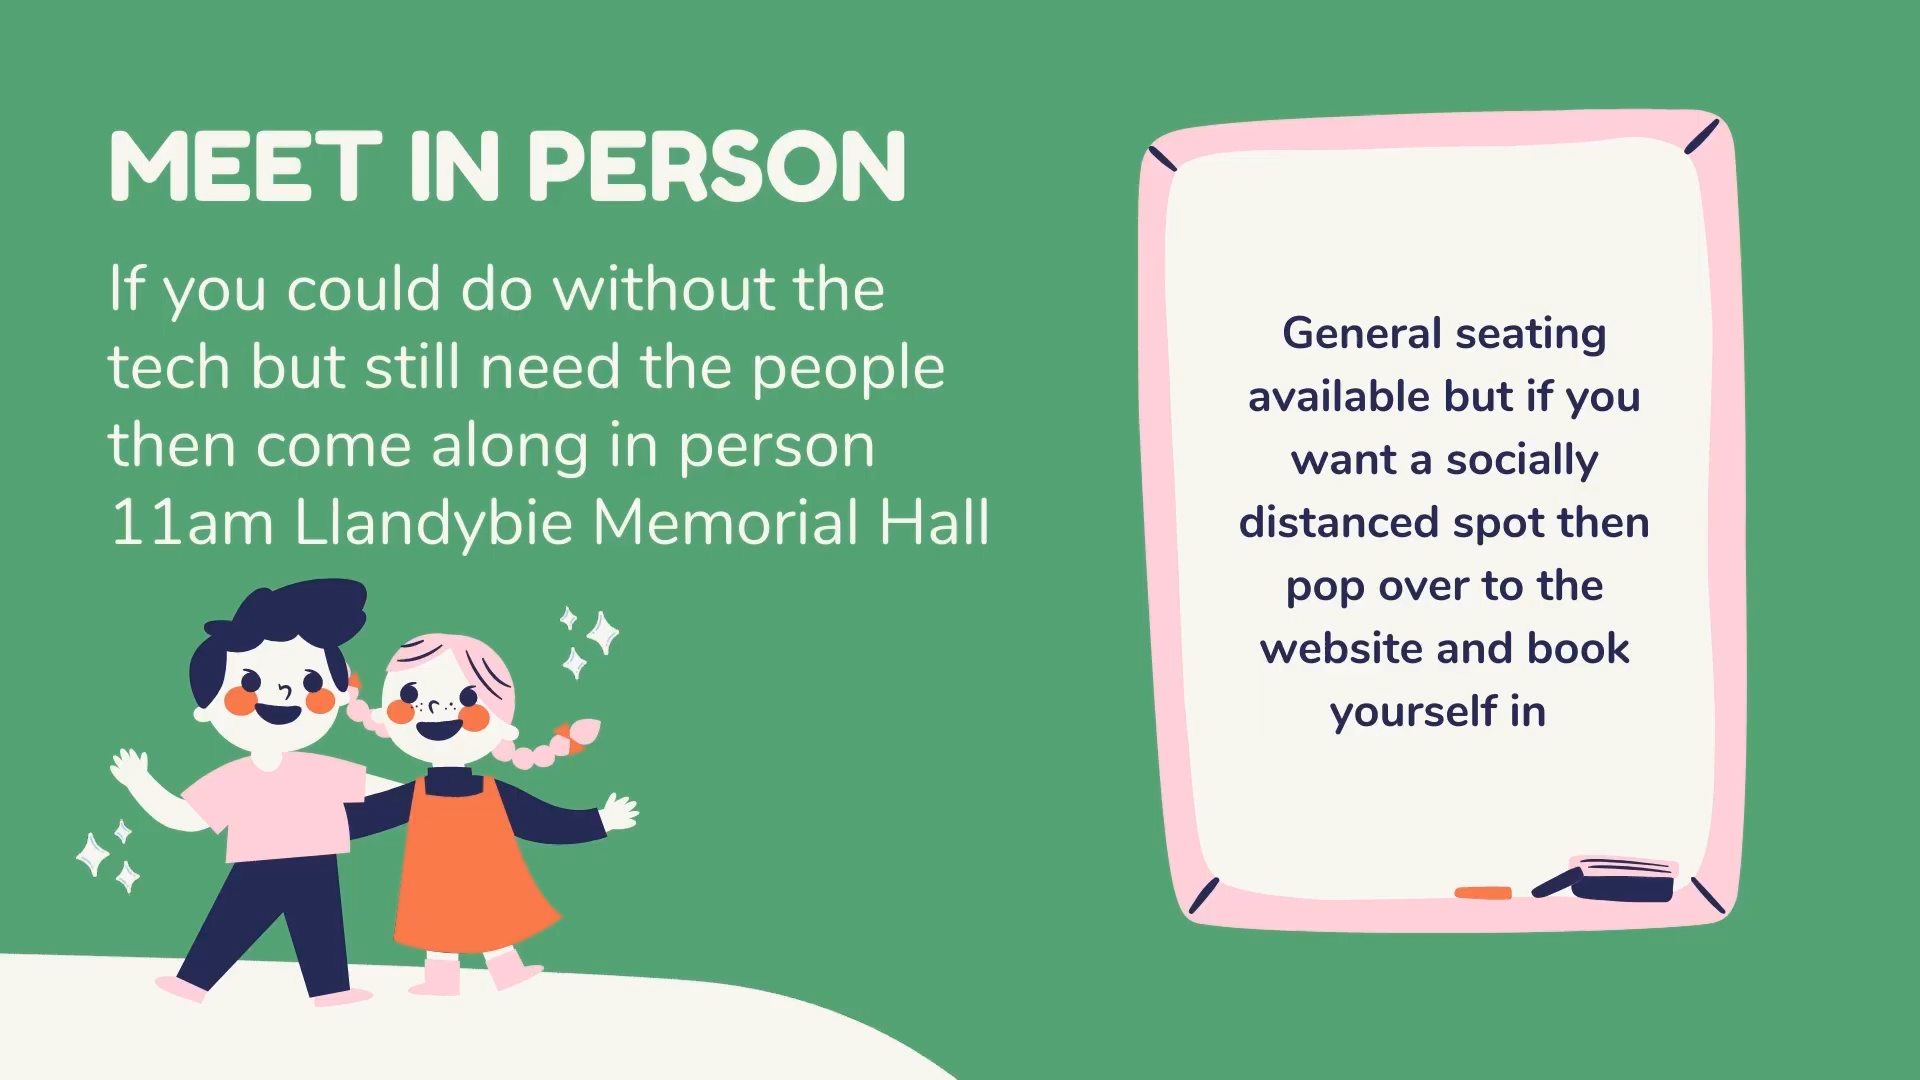 MEET IN PERSON
If you could do without the
tech but still need the people
then come along in person
11am Llandybie Memorial Hall
General seating
available but if you
want a socially
distanced spot then
pop over to the
website and book
yourself in